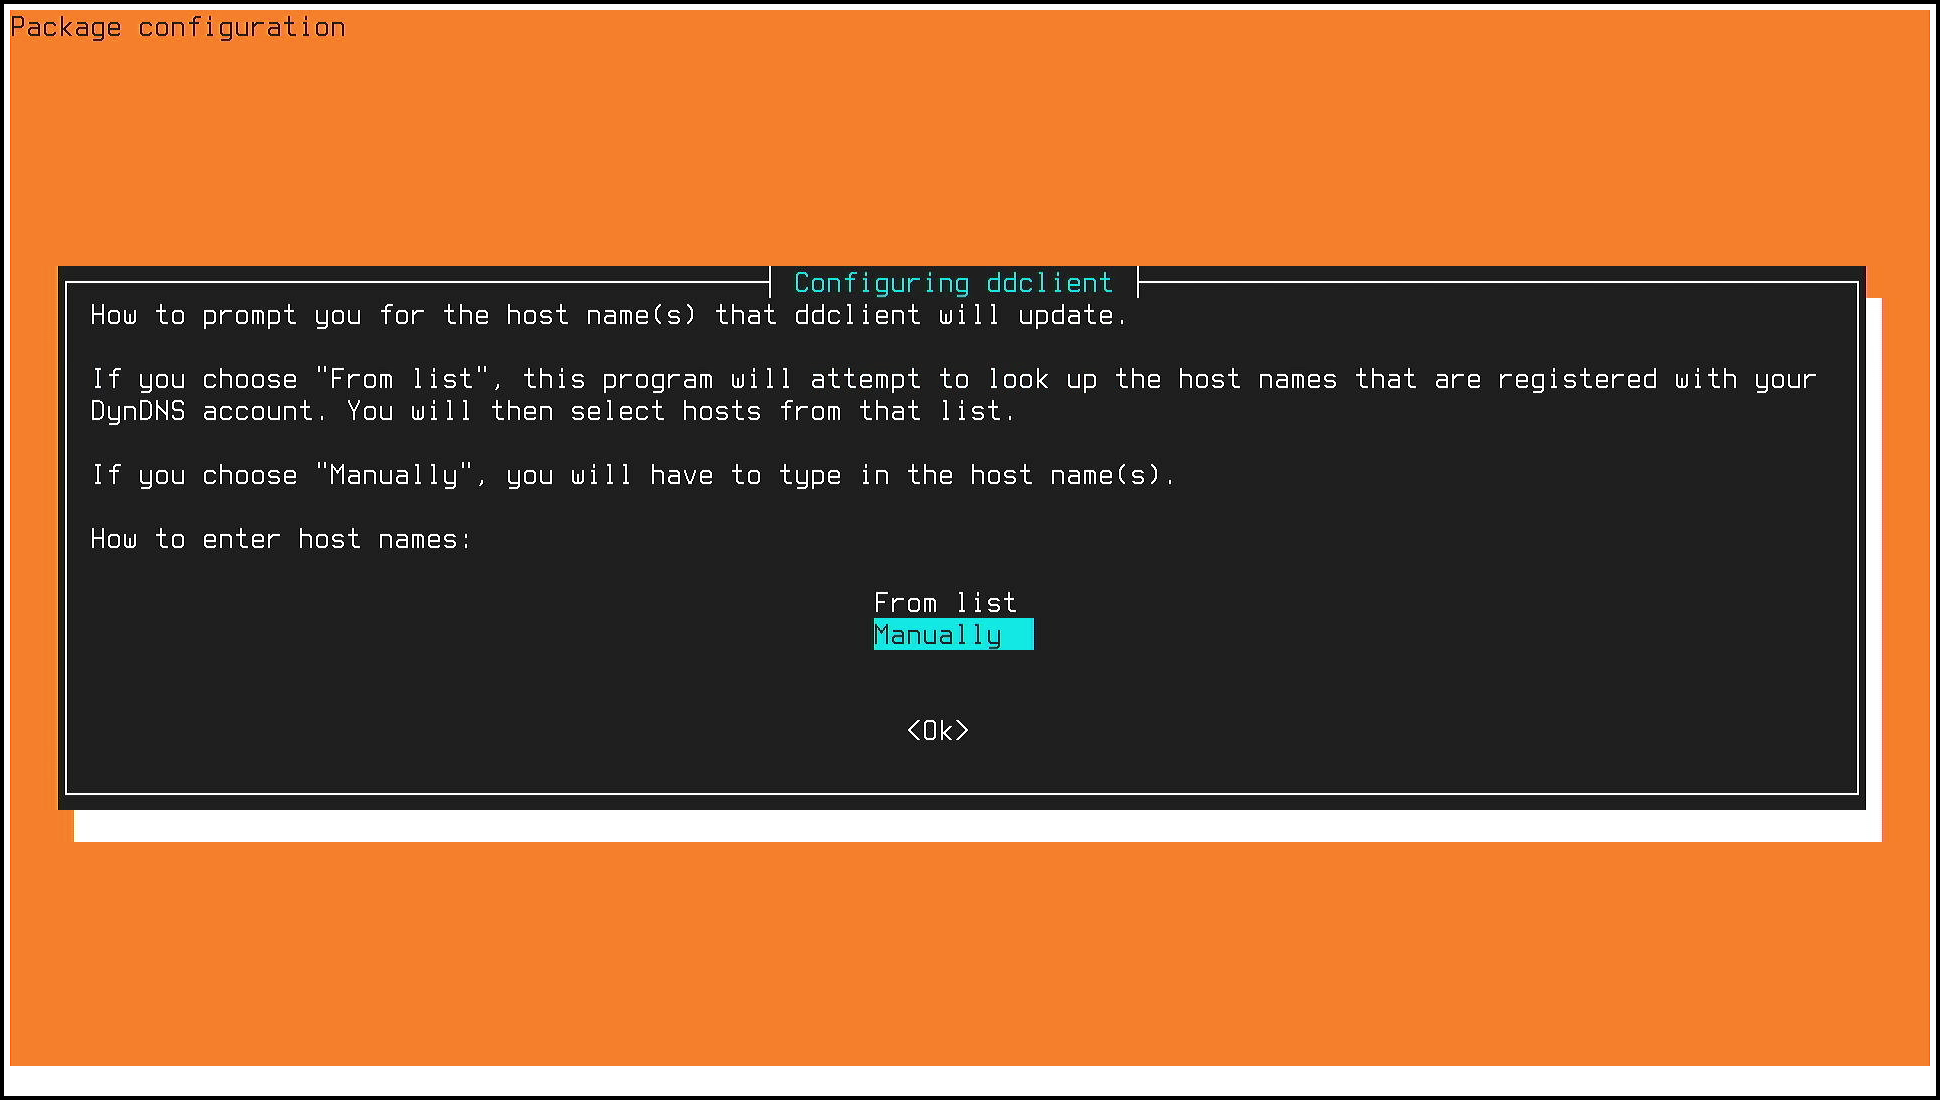 Package configuration
Configuring ddclient
How to prompt you for the host name(s) that ddclient will update.
If you choose "From list", this program will attempt to look up the host names that are registered with your
DynDNS account. You will then select hosts from that list.
If you choose "Manually", you will have to type in the host name(s).
How to enter host names:
From list
Manually
<Ok>